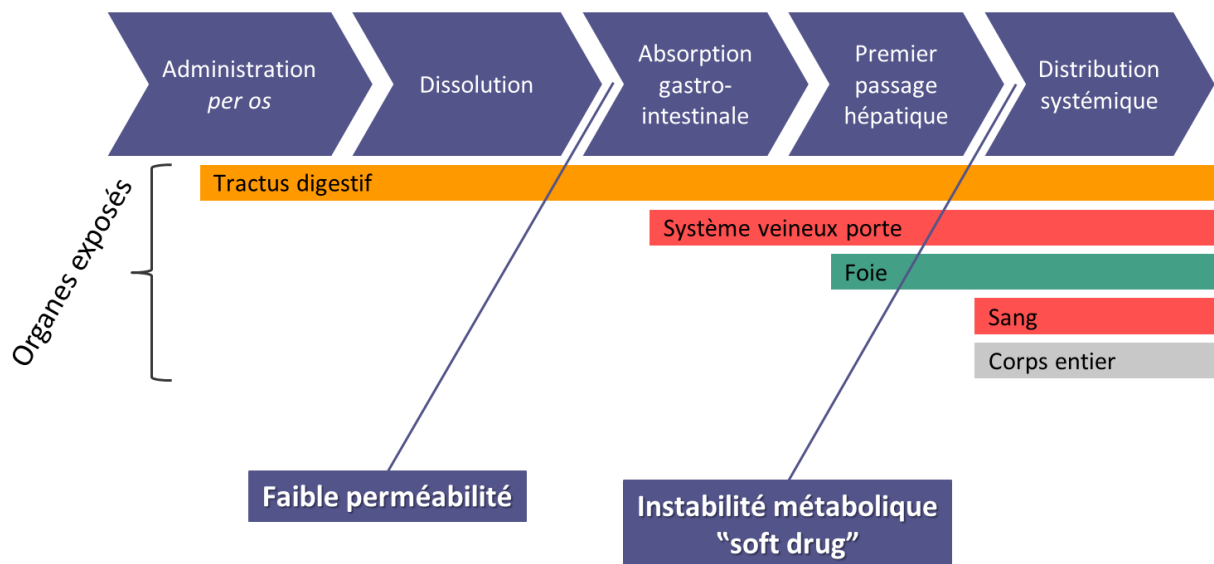 Administration
per os
Dissolution
Absorption
gastro-
intestinale
Premier
passage
hépatique
Distribution
systémique
Organes exposés
Tractus digestif
Système veineux porte
Foie
Sang
Corps entier
Faible perméabilité
Instabilité métabolique
‟soft drug”